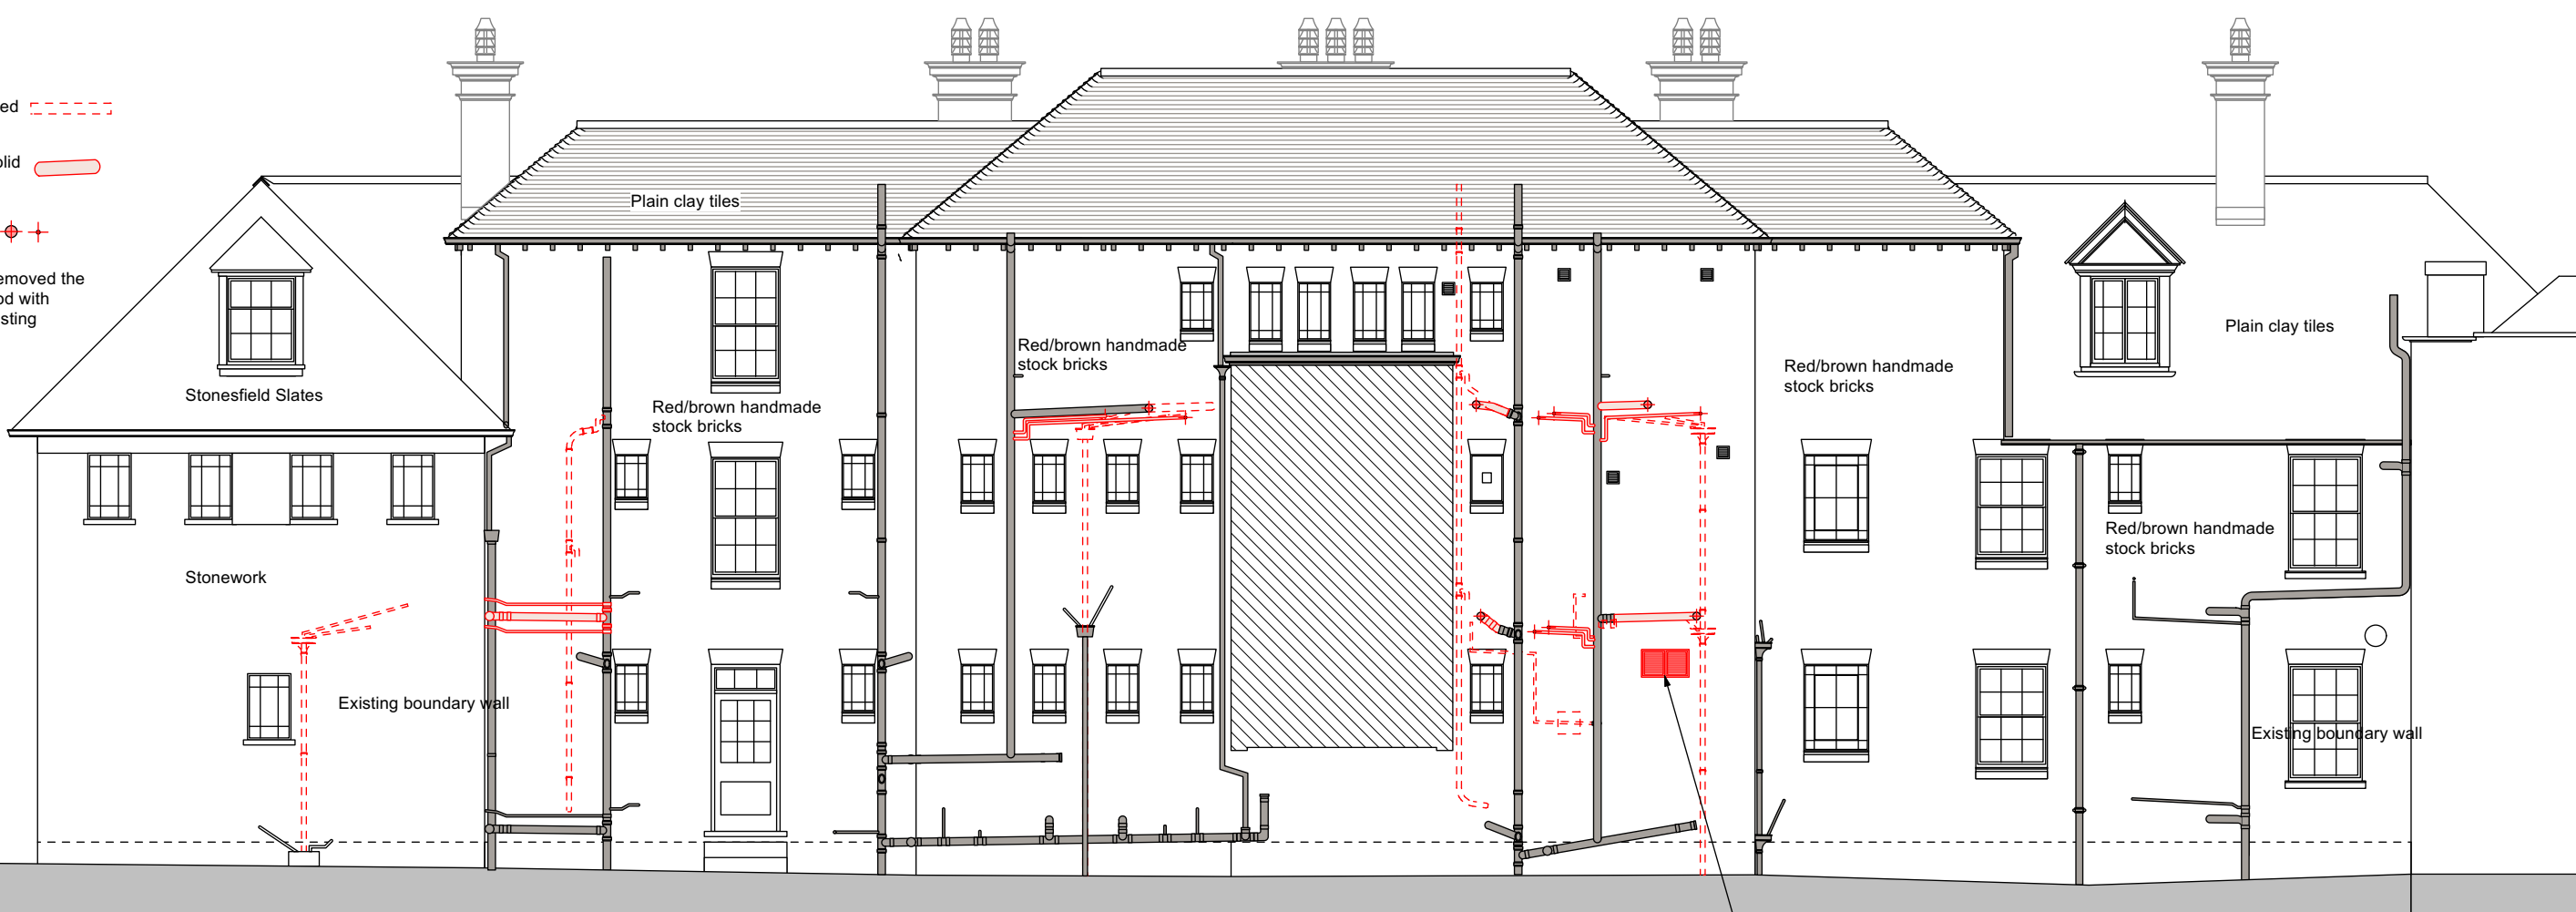 ed
olid
emoved the
od with
sting
Plain clay tiles
Stonesfield Slates
Red/brown handmade
stock bricks
Red/brown handmade
stock bricks
Red/brown handmade
stock bricks
Plain clay tiles
Red/brown handmade
stock bricks
Stonework
Existing boundary wall
Existing boundary wall